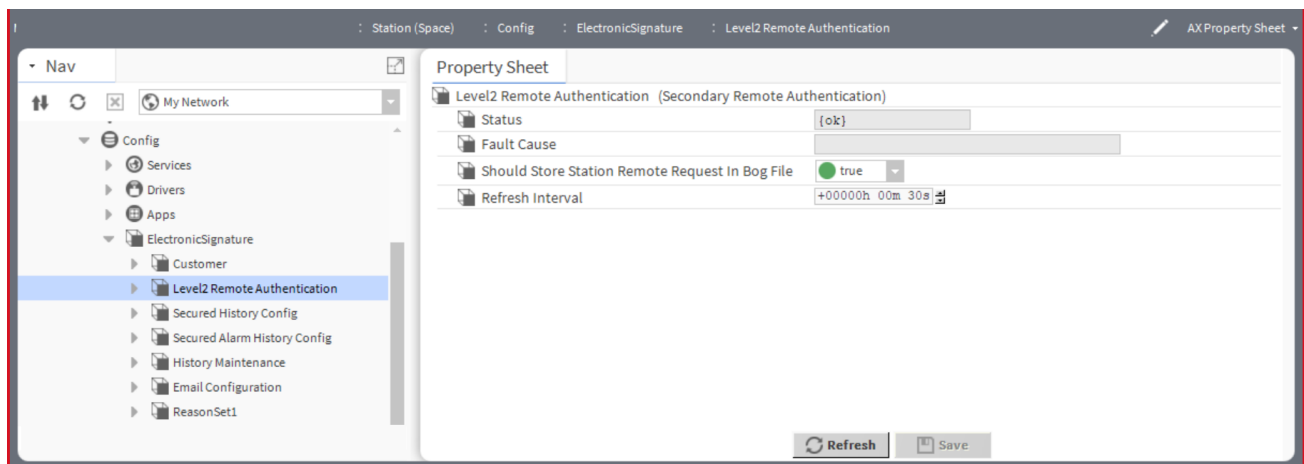 : Station (Space) : Config : ElectronicSignature : Level2 Remote Authentication AX Property Sheet
Nav
My Network
Config
Services
Drivers
Apps
ElectronicSignature
Customer
Level2 Remote Authentication
Secured History Config
Secured Alarm History Config
History Maintenance
Email Configuration
ReasonSet1
Property Sheet
Level2 Remote Authentication (Secondary Remote Authentication)
Status {ok}
Fault Cause
Should Store Station Remote Request In Bog File true
Refresh Interval +00000h 00m 30s
Refresh Save